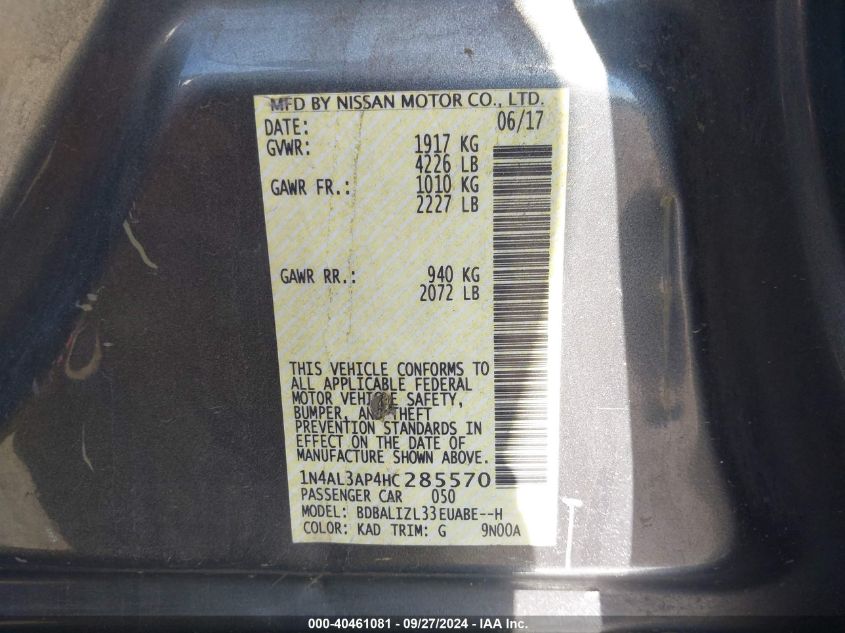 MFD BY NISSAN MOTOR CO., LTD.
DATE: 06/17
GVWR: 1917 KG
4226 LB
GAWR FR.: 1010 KG
2227 LB
GAWR RR.: 940 KG
2072 LB
THIS VEHICLE CONFORMS TO
ALL APPLICABLE FEDERAL
MOTOR VEHICLE SAFETY,
BUMPER, AND THEFT
PREVENTION STANDARDS IN
EFFECT ON THE DATE OF
MANUFACTURE SHOWN ABOVE.
1N4AL3AP4HC285570
PASSENGER CAR 050
MODEL: BDBALIZL33EUABE--H
COLOR: KAD TRIM: G 9N00A
000-40461081 - 09/27/2024 - IAA Inc.